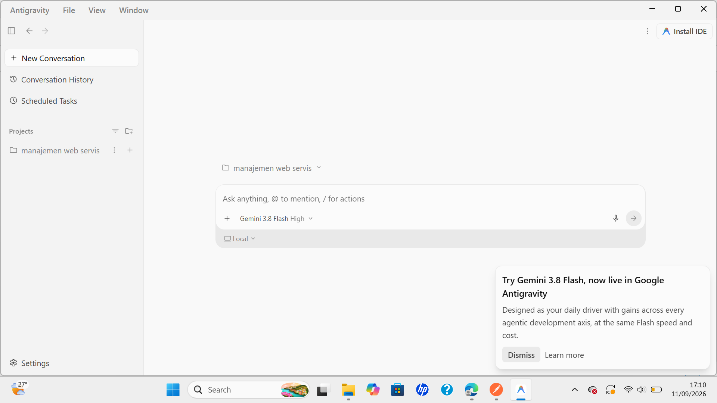 Antigravity File View Window
Install IDE
New Conversation
Conversation History
Scheduled Tasks
Projects
manajemen web servis
manajemen web servis
Ask anything, @ to mention, / for actions
Gemini 3.8 Flash High
Local
Try Gemini 3.8 Flash, now live in Google
Antigravity
Designed as your daily driver with gains across every
agentic development axis, at the same Flash speed and
cost.
Dismiss Learn more
Settings
27°
Search
17:10
11/09/2026